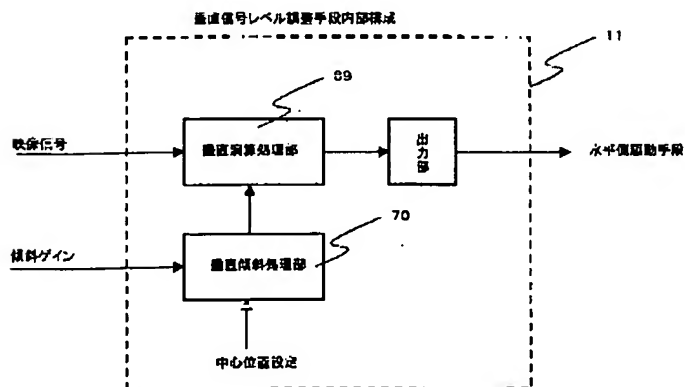 垂直信号レベル調整手段内部構成
11
69
映像信号
垂直演算処理部
出力部
水平側駆動手段
70
傾斜ゲイン
垂直傾斜処理部
中心位置設定